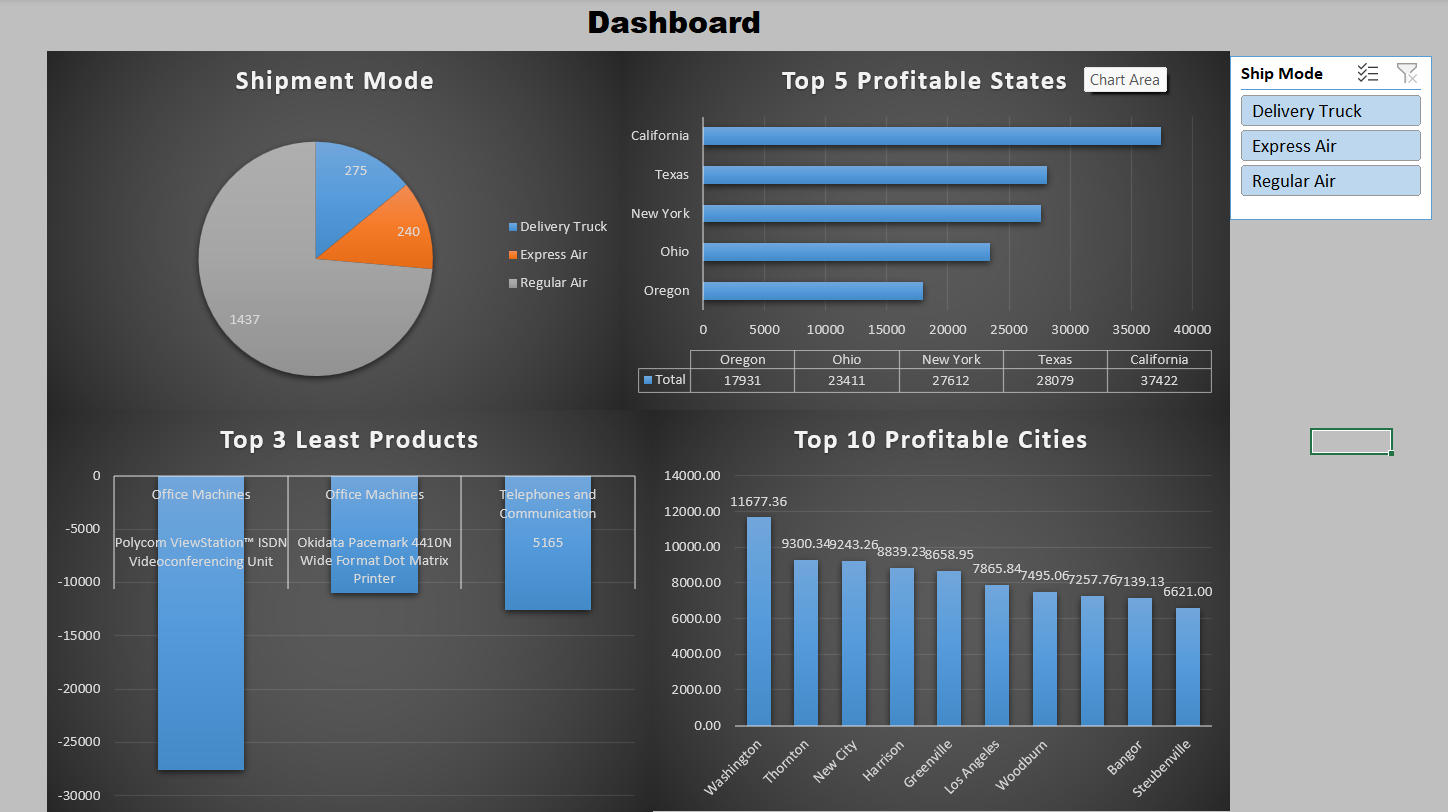 Dashboard
Shipment Mode
275
240
1437
Delivery Truck
Express Air
Regular Air
Top 5 Profitable States
Chart Area
California
Texas
New York
Ohio
Oregon
0 5000 10000 15000 20000 25000 30000 35000 40000
Oregon Ohio New York Texas California
Total 17931 23411 27612 28079 37422
Ship Mode
Delivery Truck
Express Air
Regular Air
Top 3 Least Products
0
-5000
-10000
-15000
-20000
-25000
-30000
Office Machines
Polycom ViewStation™ ISDN
Videoconferencing Unit
Office Machines
Okidata Pacemark 4410N
Wide Format Dot Matrix
Printer
Telephones and
Communication
5165
Top 10 Profitable Cities
14000.00
12000.00
10000.00
8000.00
6000.00
4000.00
2000.00
0.00
11677.36
9300.34
9243.26
8839.23
8658.95
7865.84
7495.06
7257.76
7139.13
6621.00
Washington
Thornton
New City
Harrison
Greenville
Los Angeles
Woodburn
Bangor
Steubenville